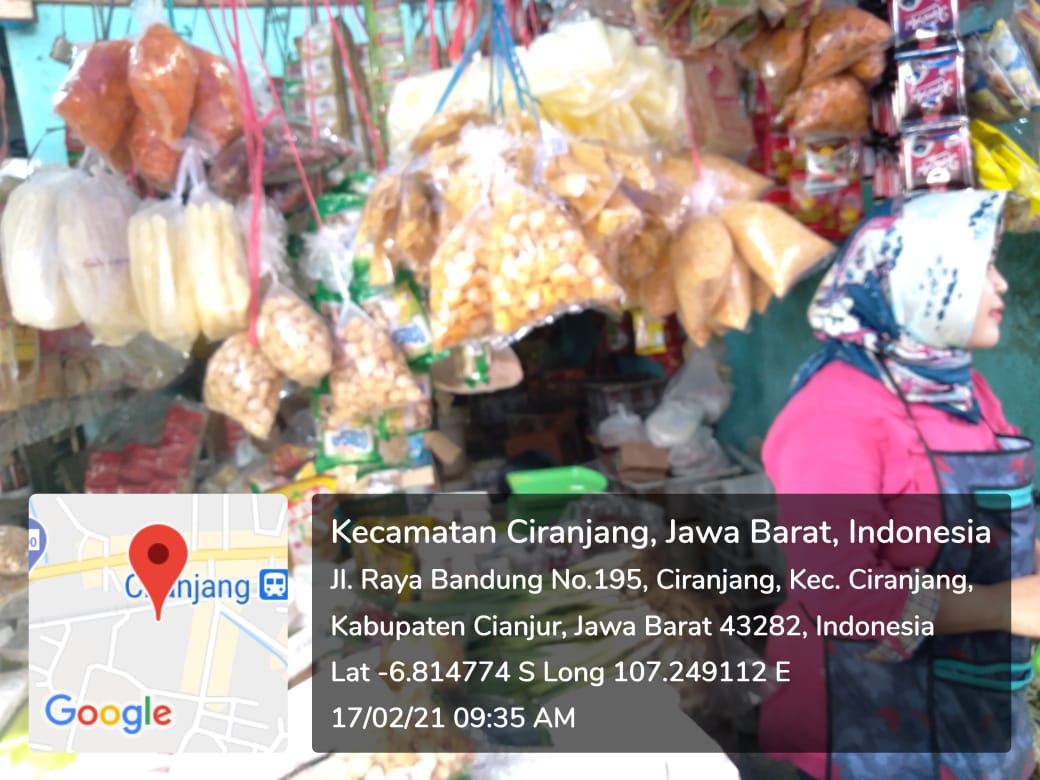 Kecamatan Ciranjang, Jawa Barat, Indonesia
Jl. Raya Bandung No.195, Ciranjang, Kec. Ciranjang,
Kabupaten Cianjur, Jawa Barat 43282, Indonesia
Lat -6.814774 S Long 107.249112 E
17/02/21 09:35 AM
Google